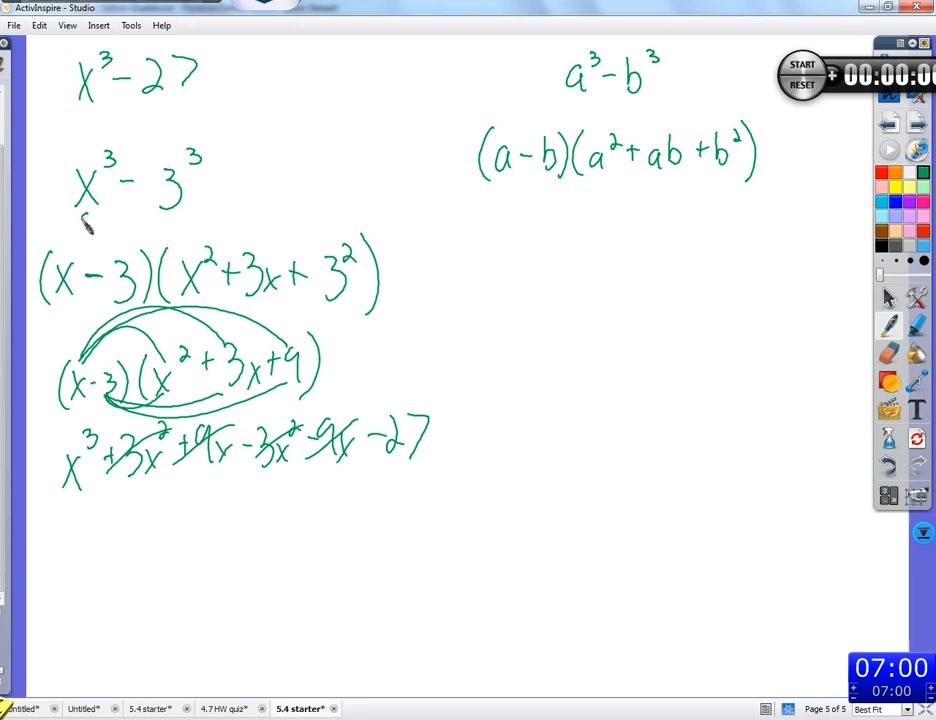 ActivInspire - Studio
File Edit View Insert Tools Help
START
RESET
00:00:0
x³ - 27
a³ - b³
(a - b)(a² + ab + b²)
x³ - 3³
(x - 3)(x² + 3x + 3²)
(x - 3)(x² + 3x + 9)
x³ + 3x² + 9x - 3x² - 9x - 27
07:00
07:00
ntitled* Untitled* 5.4 starter* 4.7 HW quiz* 5.4 starter* Page 5 of 5 Best Fit